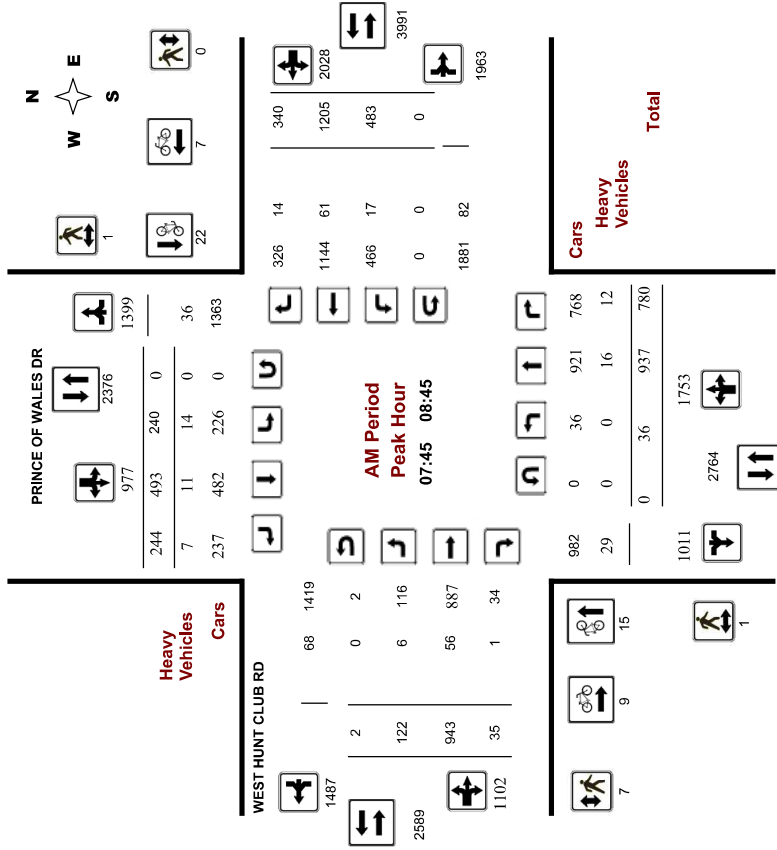 N
W E
S
0
7
1
22
PRINCE OF WALES DR
2376
977
1399
244 493 240 0
7 11 14 0 36
237 482 226 0 1363
Heavy
Vehicles
Cars
3991
2028
1963
326 14 340
1144 61 1205
466 17 483
0 0 0
1881 82
AM Period
Peak Hour
07:45 08:45
WEST HUNT CLUB RD
68 1419
2 0 2
122 6 116
943 56 887
35 1 34
1487
2589
1102
Cars
Heavy
Vehicles
Total
982 0 36 921 768
29 0 0 16 12
0 36 937 780
1011
2764
1753
15
9
7
1